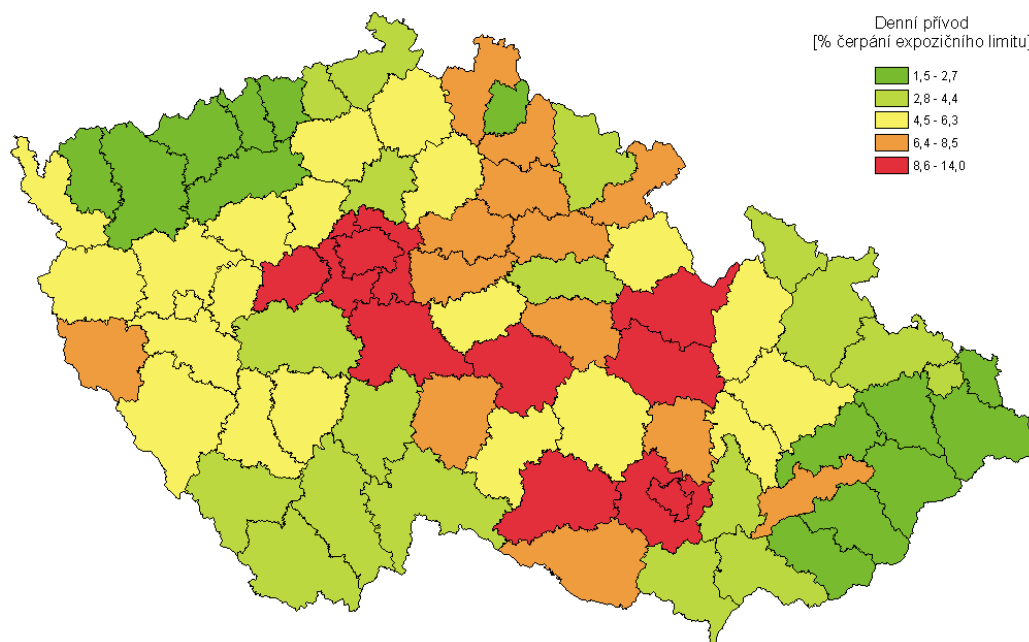 Denní přívod
[% čerpání expozičního limitu]
1,5 - 2,7
2,8 - 4,4
4,5 - 6,3
6,4 - 8,5
8,6 - 14,0